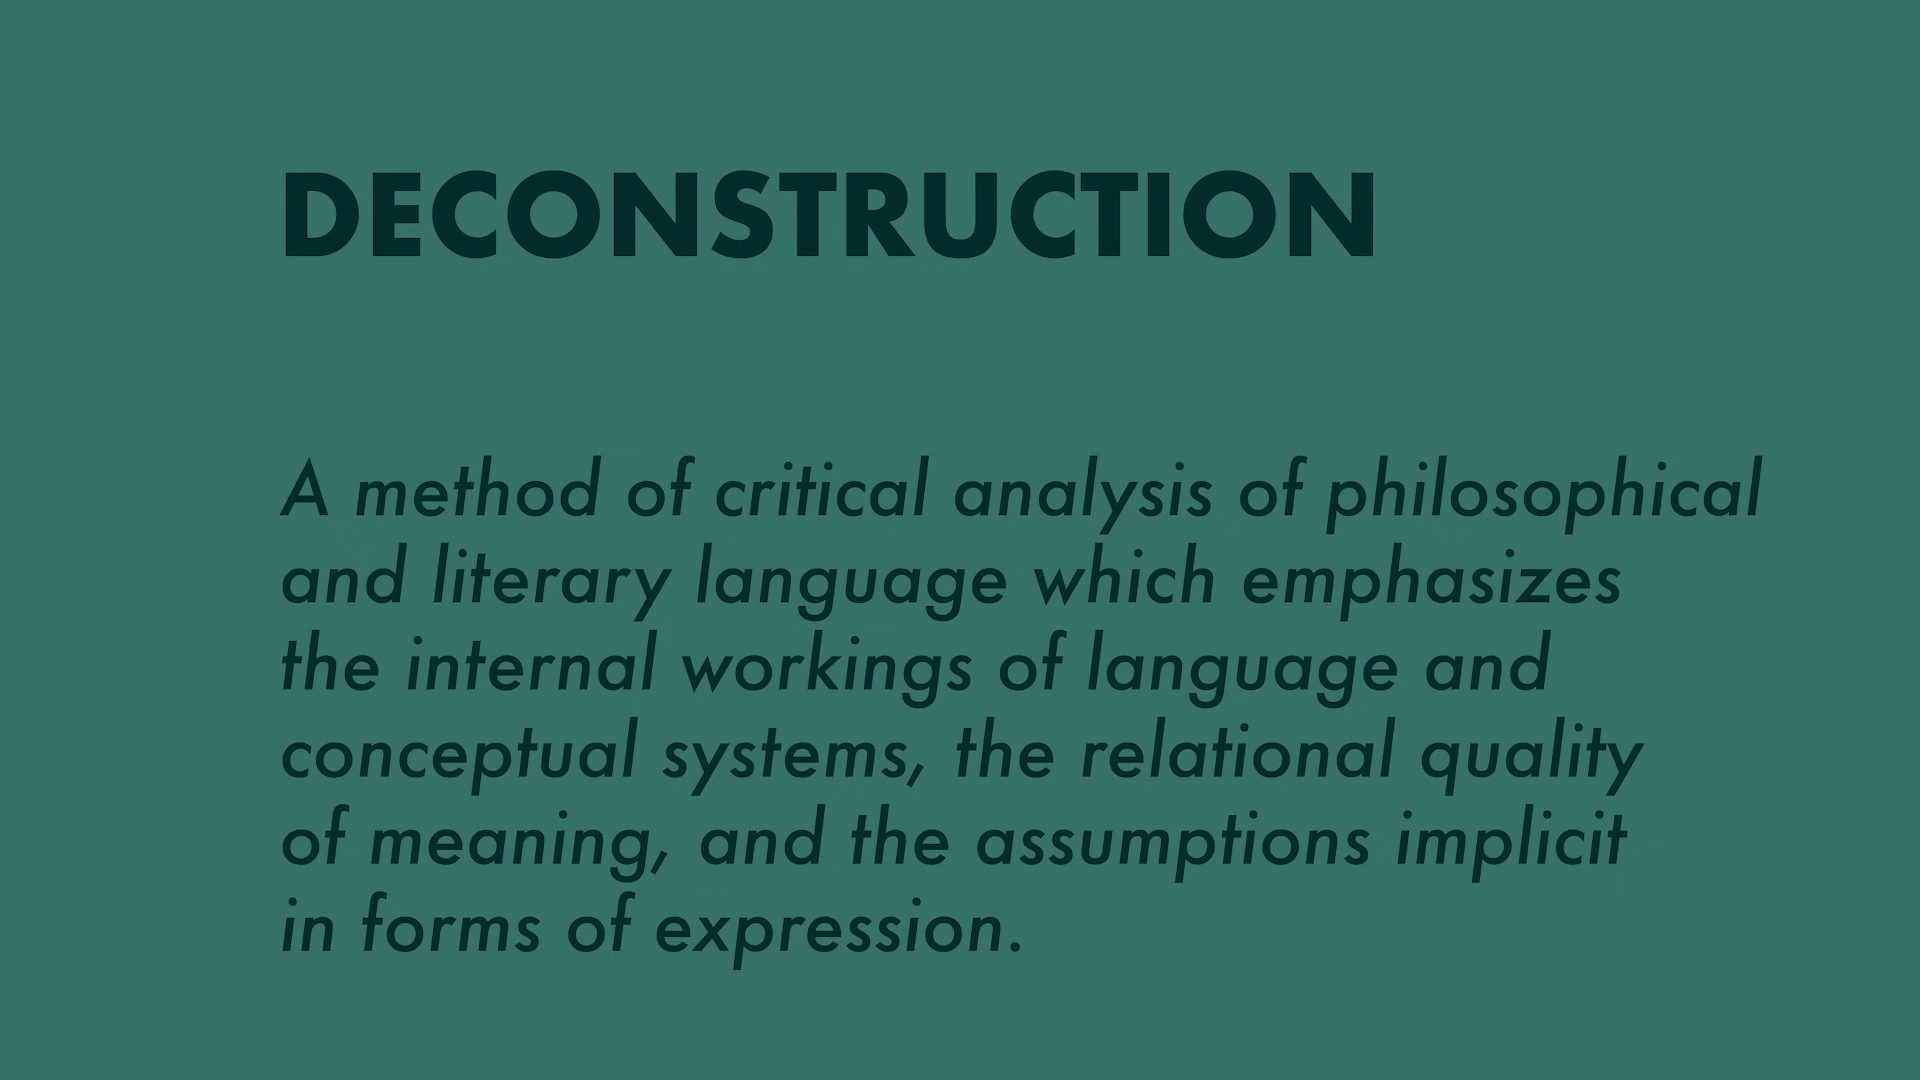 DECONSTRUCTION
A method of critical analysis of philosophical
and literary language which emphasizes
the internal workings of language and
conceptual systems, the relational quality
of meaning, and the assumptions implicit
in forms of expression.